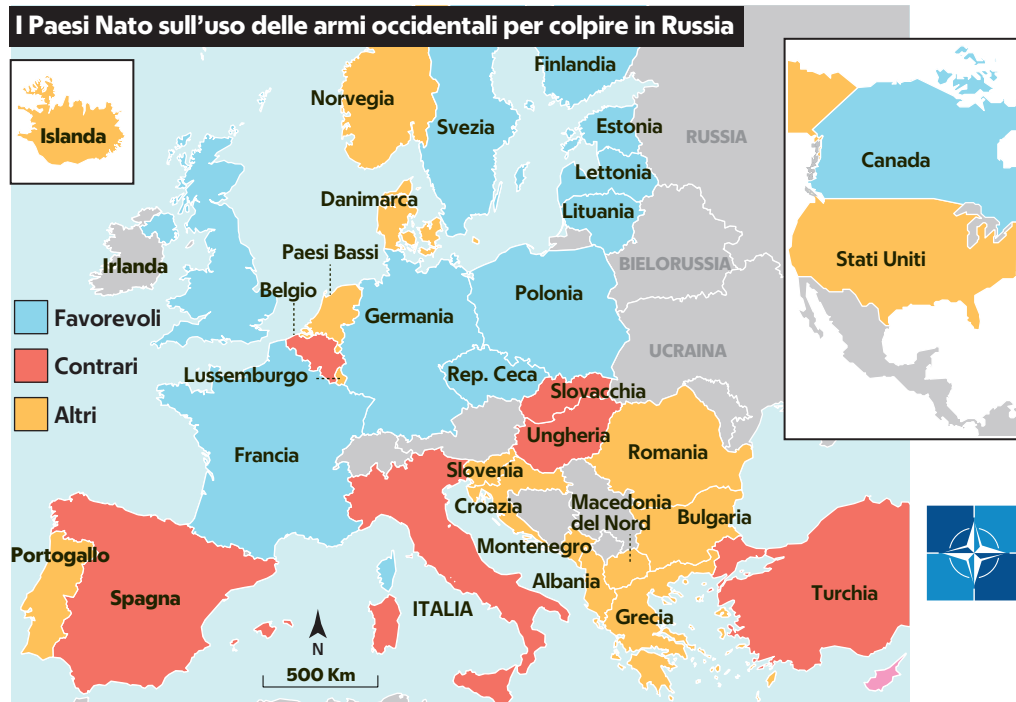 I Paesi Nato sull'uso delle armi occidentali per colpire in Russia
Islanda
Norvegia
Finlandia
Svezia
Estonia
RUSSIA
Canada
Lettonia
Danimarca
Lituania
Paesi Bassi
Irlanda
BIELORUSSIA
Stati Uniti
Belgio
Polonia
Germania
Favorevoli
UCRAINA
Contrari
Lussemburgo
Rep. Ceca
Slovacchia
Altri
Ungheria
Francia
Romania
Slovenia
Croazia
Macedonia
del Nord
Bulgaria
Montenegro
Portogallo
Albania
Spagna
Turchia
ITALIA
Grecia
N
500 Km